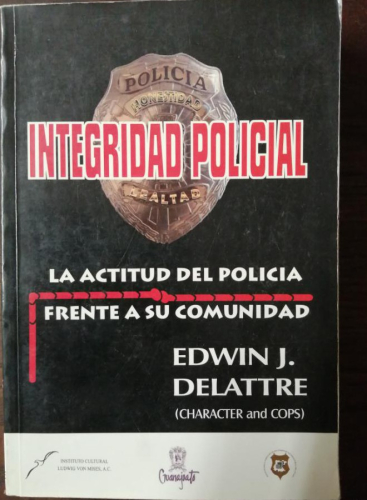 POLICIA
INTEGRIDAD POLICIAL
LEALTAD
LA ACTITUD DEL POLICIA
FRENTE A SU COMUNIDAD
EDWIN J.
DELATTRE
(CHARACTER and COPS)
INSTITUTO CULTURAL
LUDWIG VON MISES, A.C.
Guanajuato